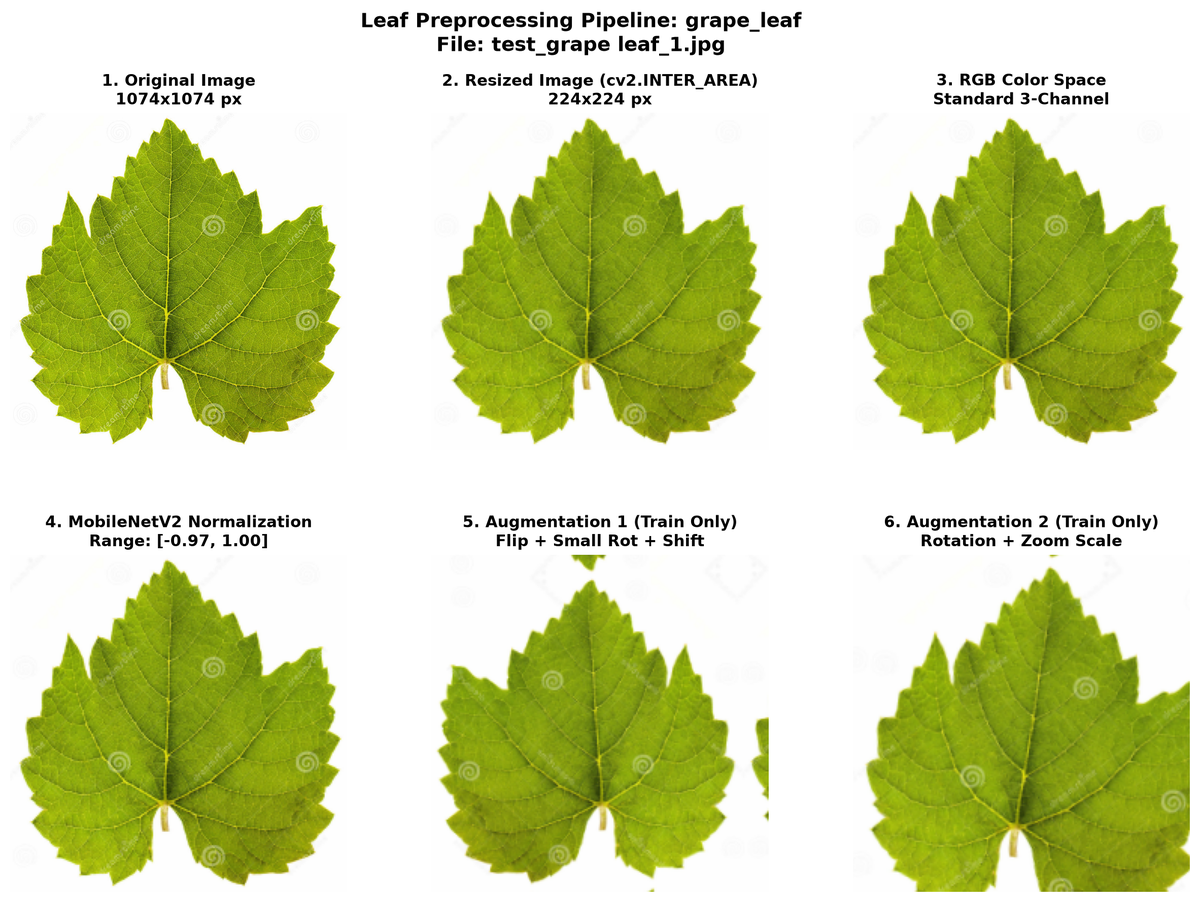 Leaf Preprocessing Pipeline: grape_leaf
File: test_grape leaf_1.jpg
1. Original Image
1074x1074 px
2. Resized Image (cv2.INTER_AREA)
224x224 px
3. RGB Color Space
Standard 3-Channel
4. MobileNetV2 Normalization
Range: [-0.97, 1.00]
5. Augmentation 1 (Train Only)
Flip + Small Rot + Shift
6. Augmentation 2 (Train Only)
Rotation + Zoom Scale